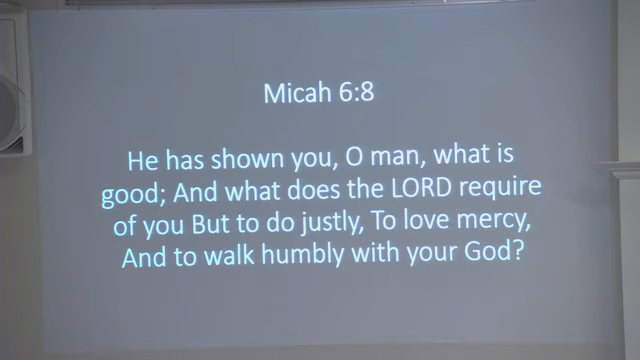 Micah 6:8
He has shown you, O man, what is
good; And what does the LORD require
of you But to do justly, To love mercy,
And to walk humbly with your God?